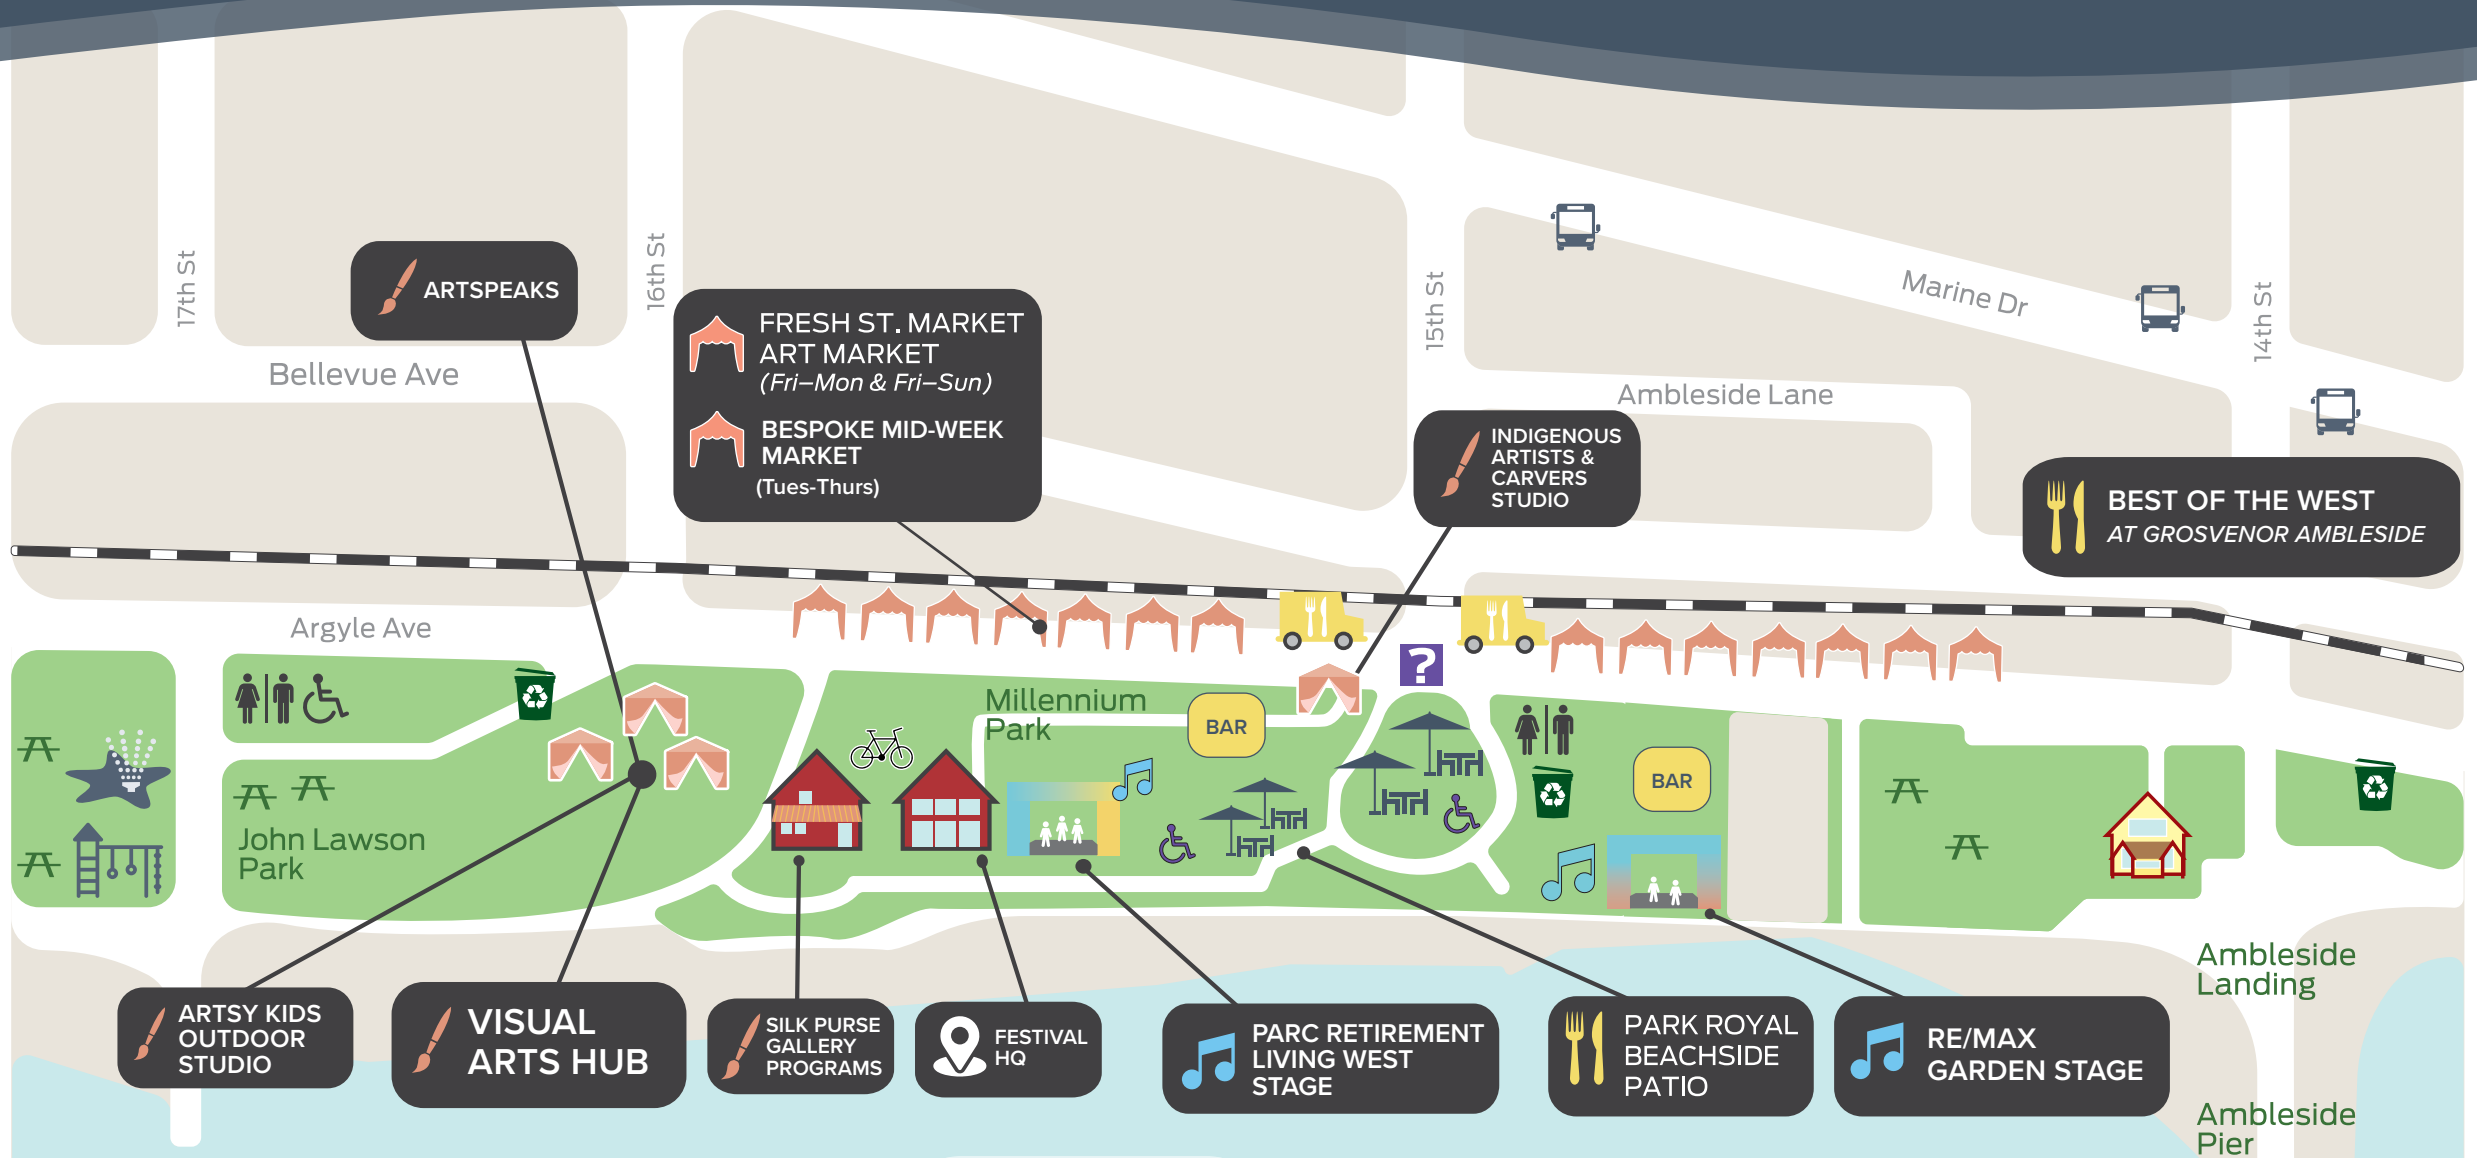 17th St
16th St
15th St
14th St
Marine Dr
ARTSPEAKS
FRESH ST. MARKET
ART MARKET
(Fri–Mon & Fri–Sun)
BESPOKE MID-WEEK
MARKET
(Tues-Thurs)
Bellevue Ave
Ambleside Lane
INDIGENOUS
ARTISTS &
CARVERS
STUDIO
BEST OF THE WEST
AT GROSVENOR AMBLESIDE
Argyle Ave
?
Millennium
Park
BAR
BAR
John Lawson
Park
Ambleside
Landing
ARTSY KIDS
OUTDOOR
STUDIO
VISUAL
ARTS HUB
SILK PURSE
GALLERY
PROGRAMS
FESTIVAL
HQ
PARC RETIREMENT
LIVING WEST
STAGE
PARK ROYAL
BEACHSIDE
PATIO
RE/MAX
GARDEN STAGE
Ambleside
Pier